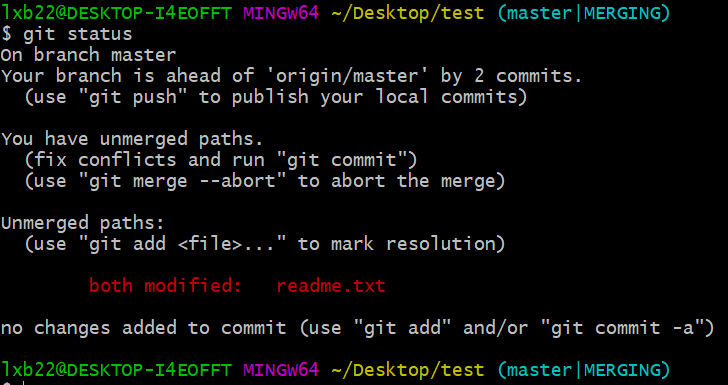 lxb22@DESKTOP-I4EOFFT MINGW64 ~/Desktop/test (master|MERGING)
$ git status
On branch master
Your branch is ahead of 'origin/master' by 2 commits.
  (use "git push" to publish your local commits)

You have unmerged paths.
  (fix conflicts and run "git commit")
  (use "git merge --abort" to abort the merge)

Unmerged paths:
  (use "git add <file>..." to mark resolution)

        both modified:   readme.txt

no changes added to commit (use "git add" and/or "git commit -a")

lxb22@DESKTOP-I4EOFFT MINGW64 ~/Desktop/test (master|MERGING)
$